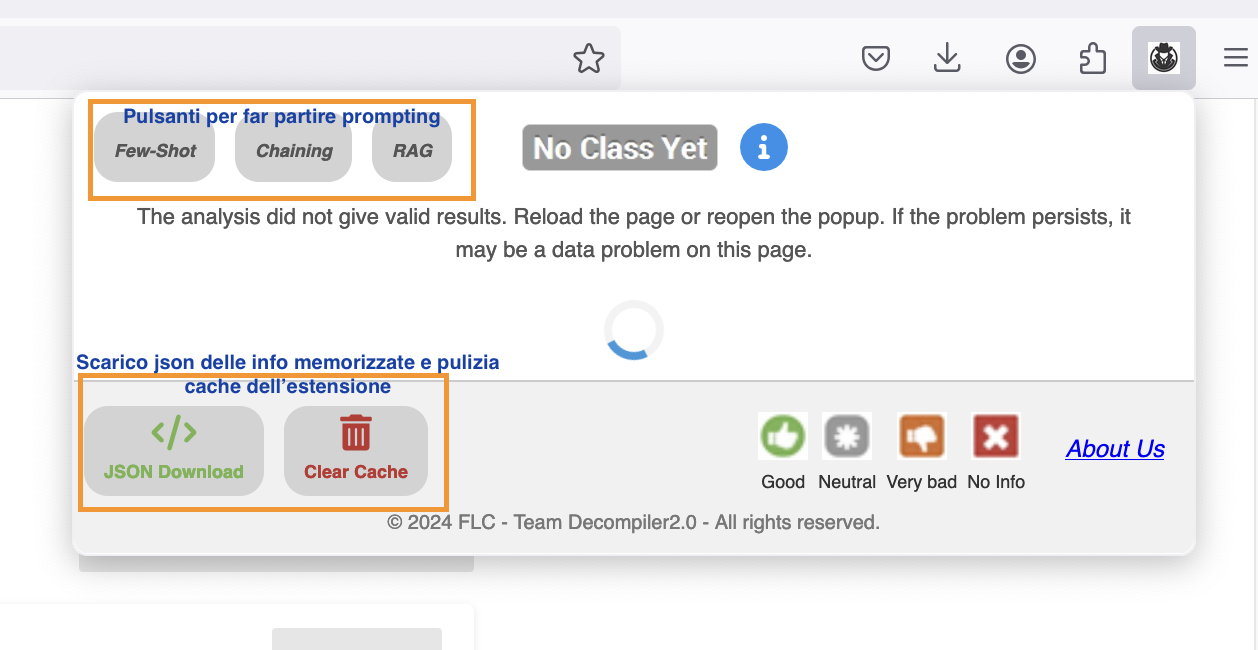 Pulsanti per far partire prompting
Few-Shot Chaining RAG
No Class Yet
The analysis did not give valid results. Reload the page or reopen the popup. If the problem persists, it
may be a data problem on this page.
Scarico json delle info memorizzate e pulizia
cache dell’estensione
JSON Download
Clear Cache
Good Neutral Very bad No Info
About Us
© 2024 FLC - Team Decompiler2.0 - All rights reserved.